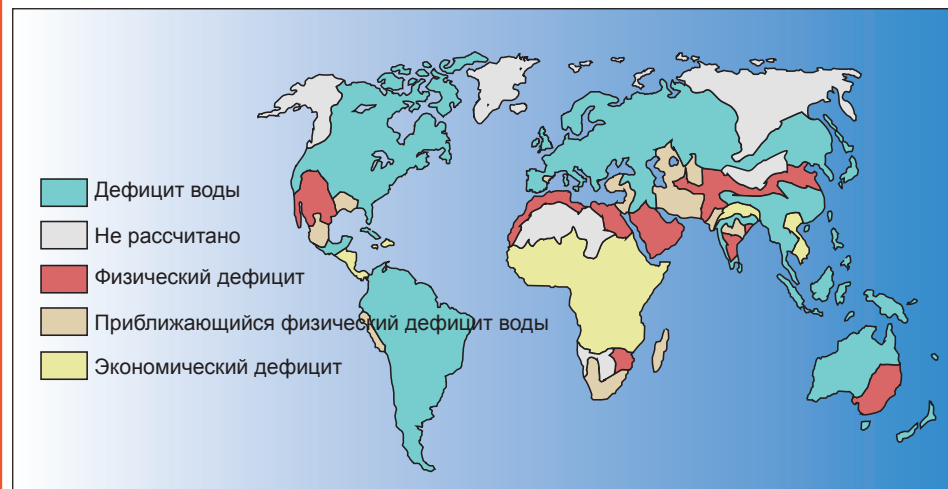 Дефицит воды
Не рассчитано
Физический дефицит
Приближающийся физический дефицит воды
Экономический дефицит